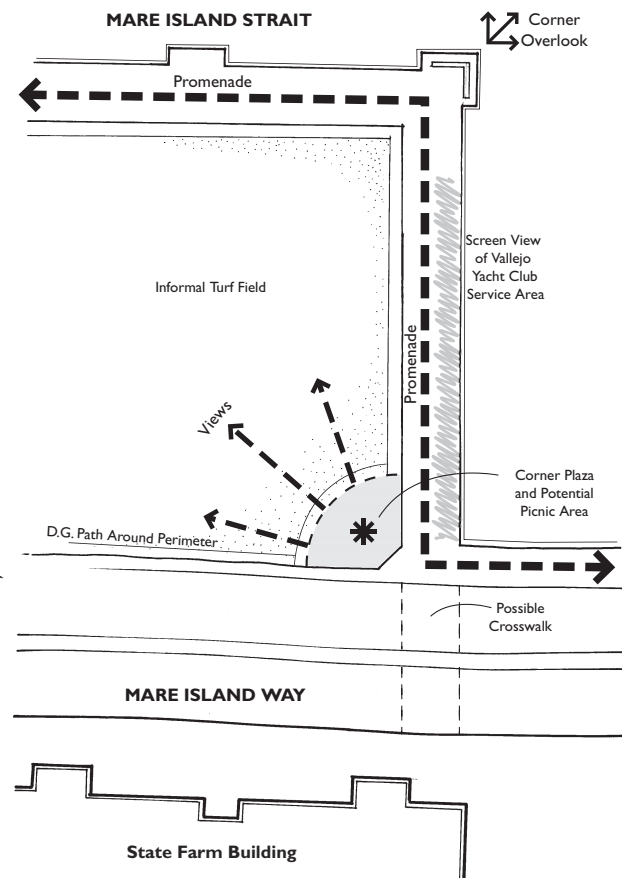 MARE ISLAND STRAIT
Corner
Overlook
Promenade
Screen View
of Vallejo
Yacht Club
Service Area
Informal Turf Field
Promenade
Views
Corner Plaza
and Potential
Picnic Area
D.G. Path Around Perimeter
Possible
Crosswalk
MARE ISLAND WAY
State Farm Building